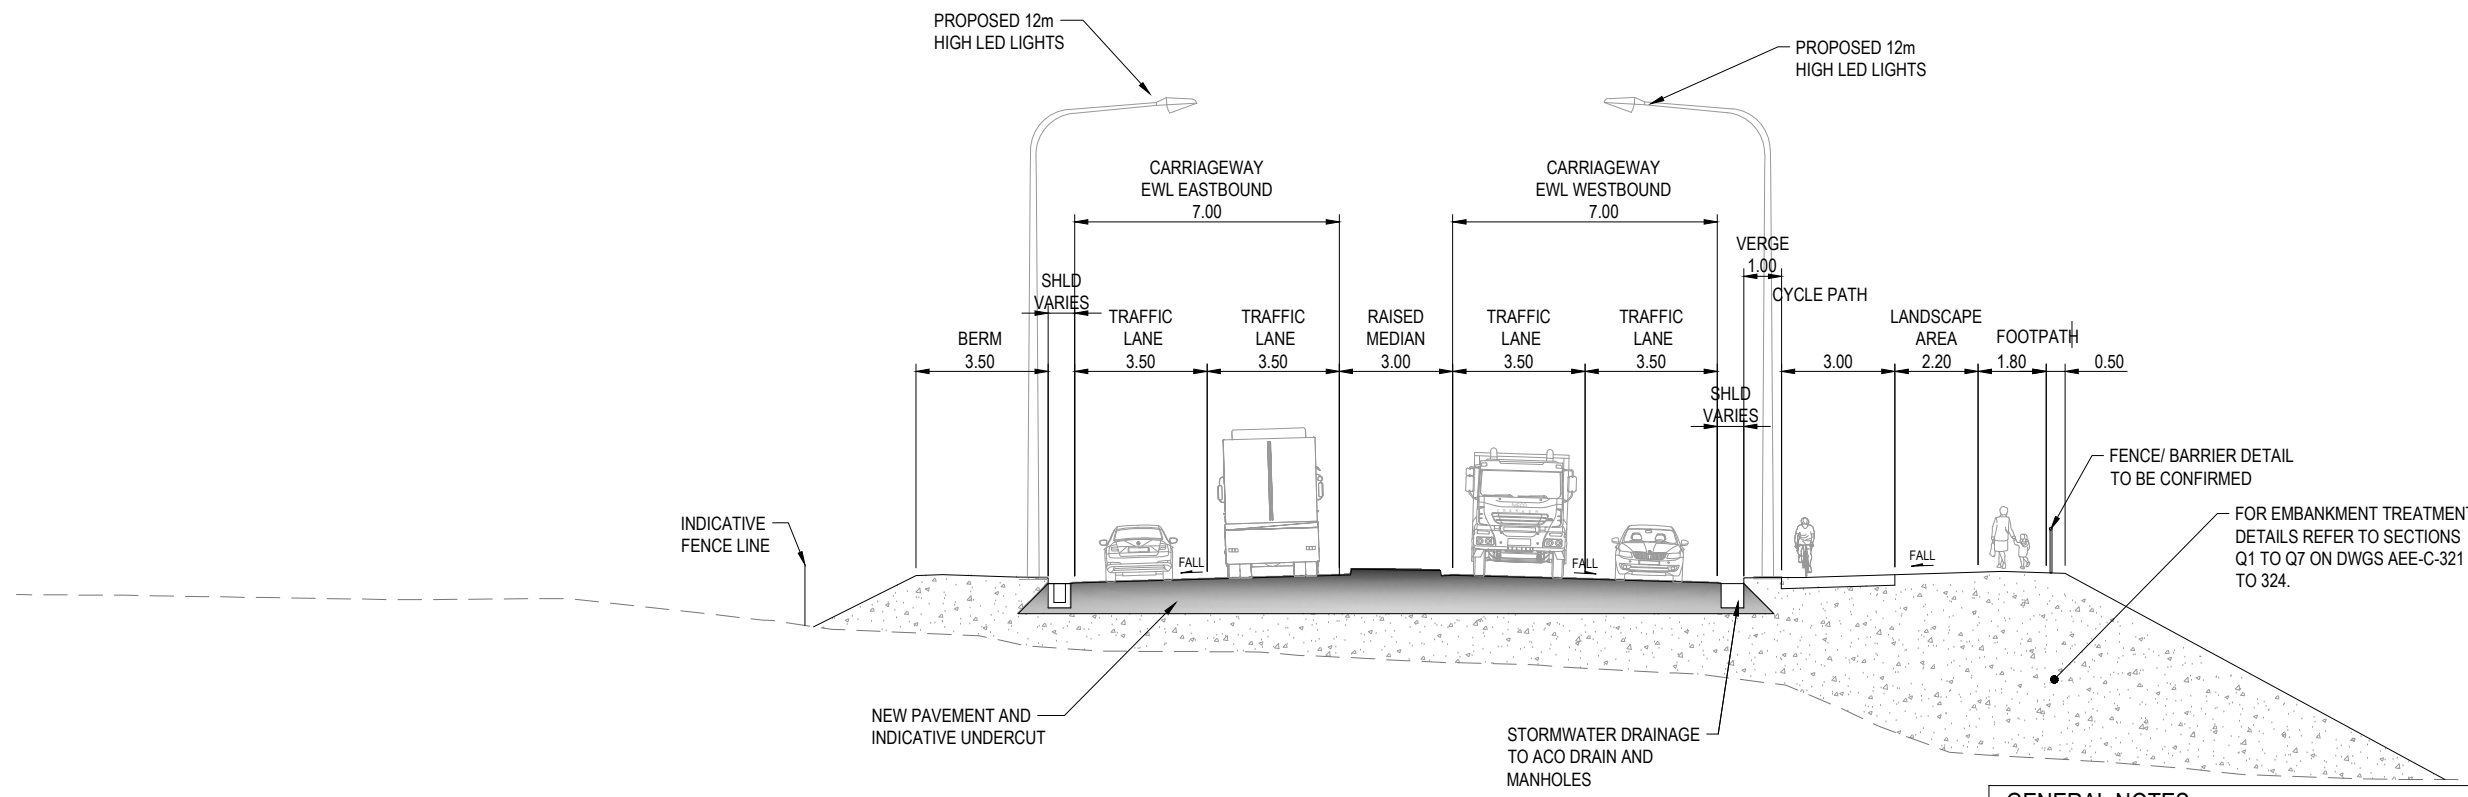 PROPOSED 12m
HIGH LED LIGHTS
PROPOSED 12m
HIGH LED LIGHTS
CARRIAGEWAY
EWL EASTBOUND
7.00
CARRIAGEWAY
EWL WESTBOUND
7.00
VERGE
1.00
SHLD
VARIES
CYCLE PATH
BERM
3.50
TRAFFIC
LANE
3.50
TRAFFIC
LANE
3.50
RAISED
MEDIAN
3.00
TRAFFIC
LANE
3.50
TRAFFIC
LANE
3.50
3.00
LANDSCAPE
AREA
2.20
FOOTPATH
1.80
0.50
SHLD
VARIES
FENCE/ BARRIER DETAIL
TO BE CONFIRMED
INDICATIVE
FENCE LINE
FOR EMBANKMENT TREATMENT
DETAILS REFER TO SECTIONS
Q1 TO Q7 ON DWGS AEE-C-321
TO 324.
FALL
FALL
FALL
NEW PAVEMENT AND
INDICATIVE UNDERCUT
STORMWATER DRAINAGE
TO ACO DRAIN AND
MANHOLES
GENERAL NOTES